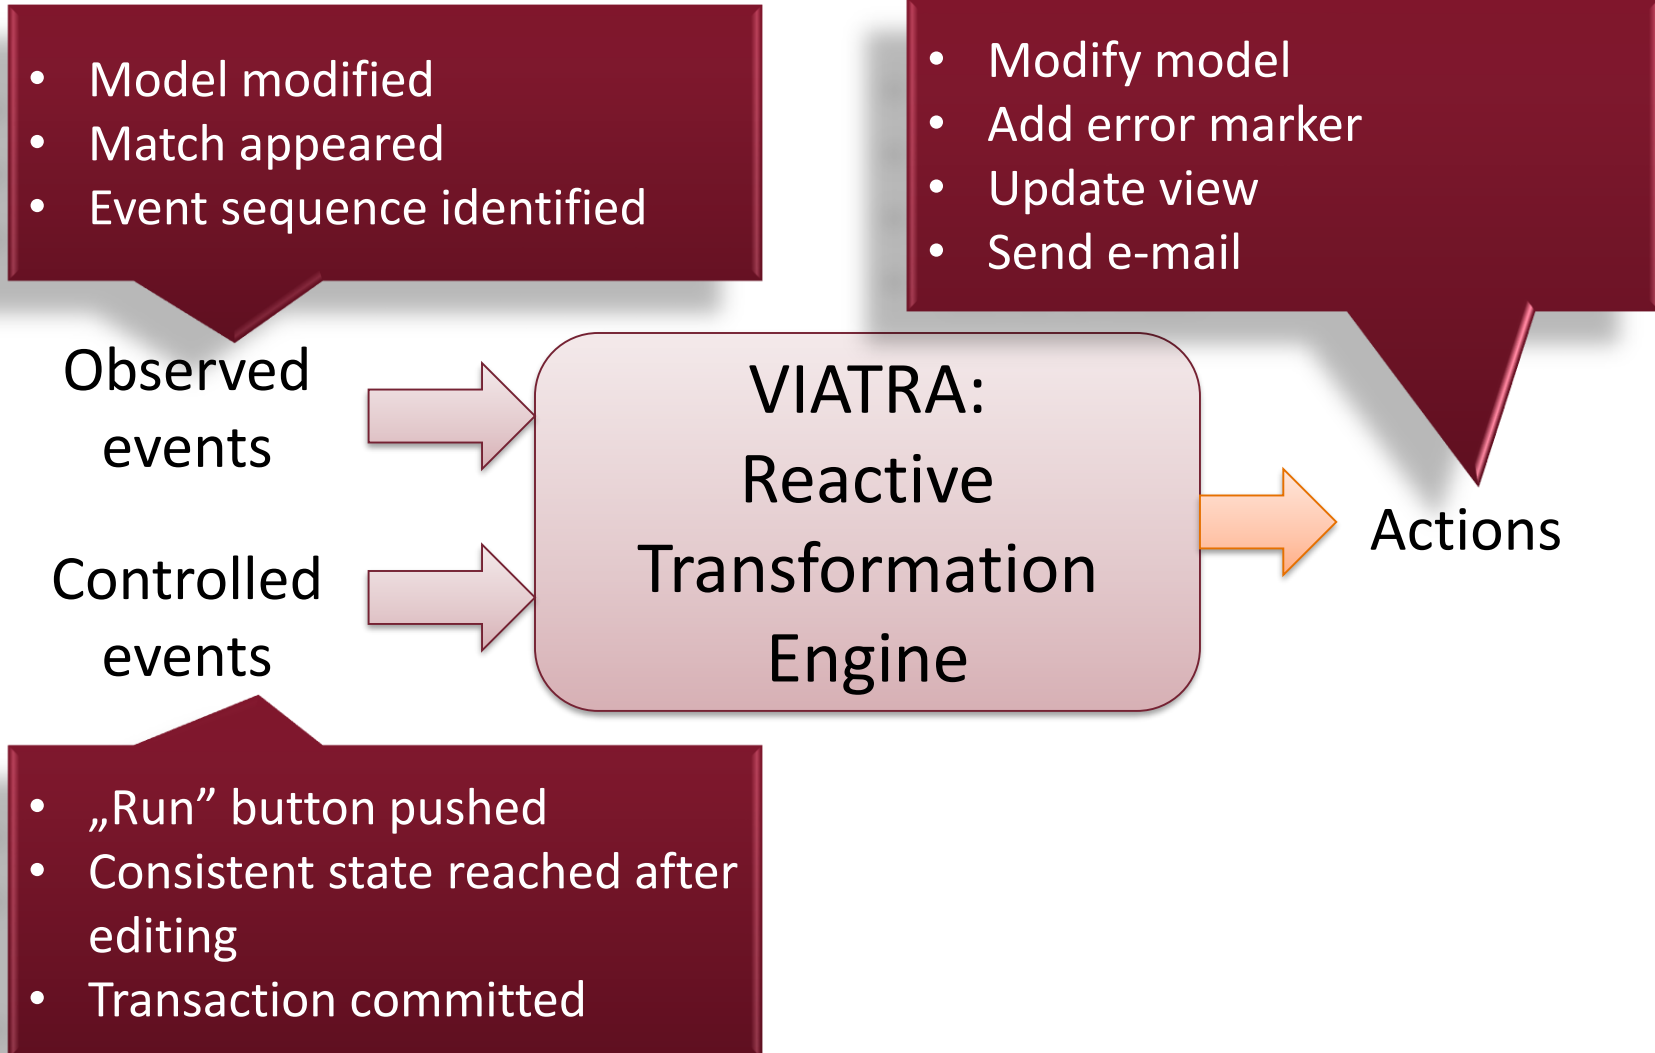 • Model modified
• Match appeared
• Event sequence identified
• Modify model
• Add error marker
• Update view
• Send e-mail
Observed
events
Controlled
events
VIATRA:
Reactive
Transformation
Engine
Actions
• „Run” button pushed
• Consistent state reached after
editing
• Transaction committed